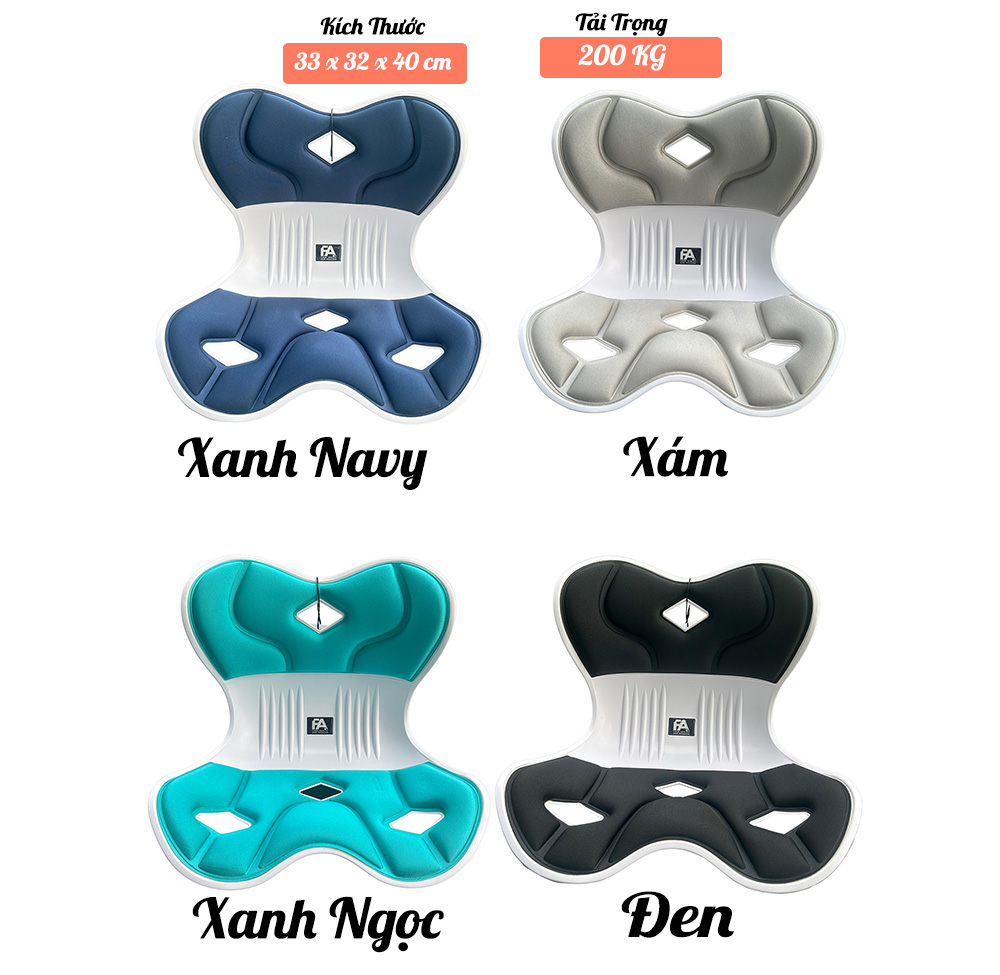 Kích Thước
33 x 32 x 40 cm
Tải Trọng
200 KG
FA
FA
Xanh Navy
Xám
FA
FA
Xanh Ngọc
Đen